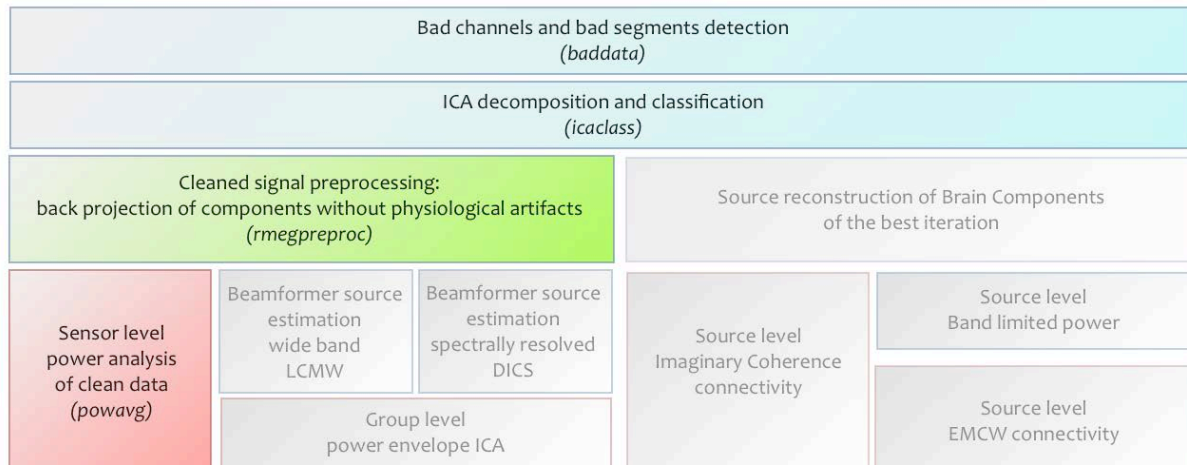 Bad channels and bad segments detection
(baddata)
ICA decomposition and classification
(icaclass)
Cleaned signal preprocessing:
back projection of components without physiological artifacts
(rmegpreproc)
Source reconstruction of Brain Components
of the best iteration
Sensor level
power analysis
of clean data
(powavg)
Beamformer source
estimation
wide band
LCMW
Beamformer source
estimation
spectrally resolved
DICS
Group level
power envelope ICA
Source level
Imaginary Coherence
connectivity
Source level
Band limited power
Source level
EMCW connectivity